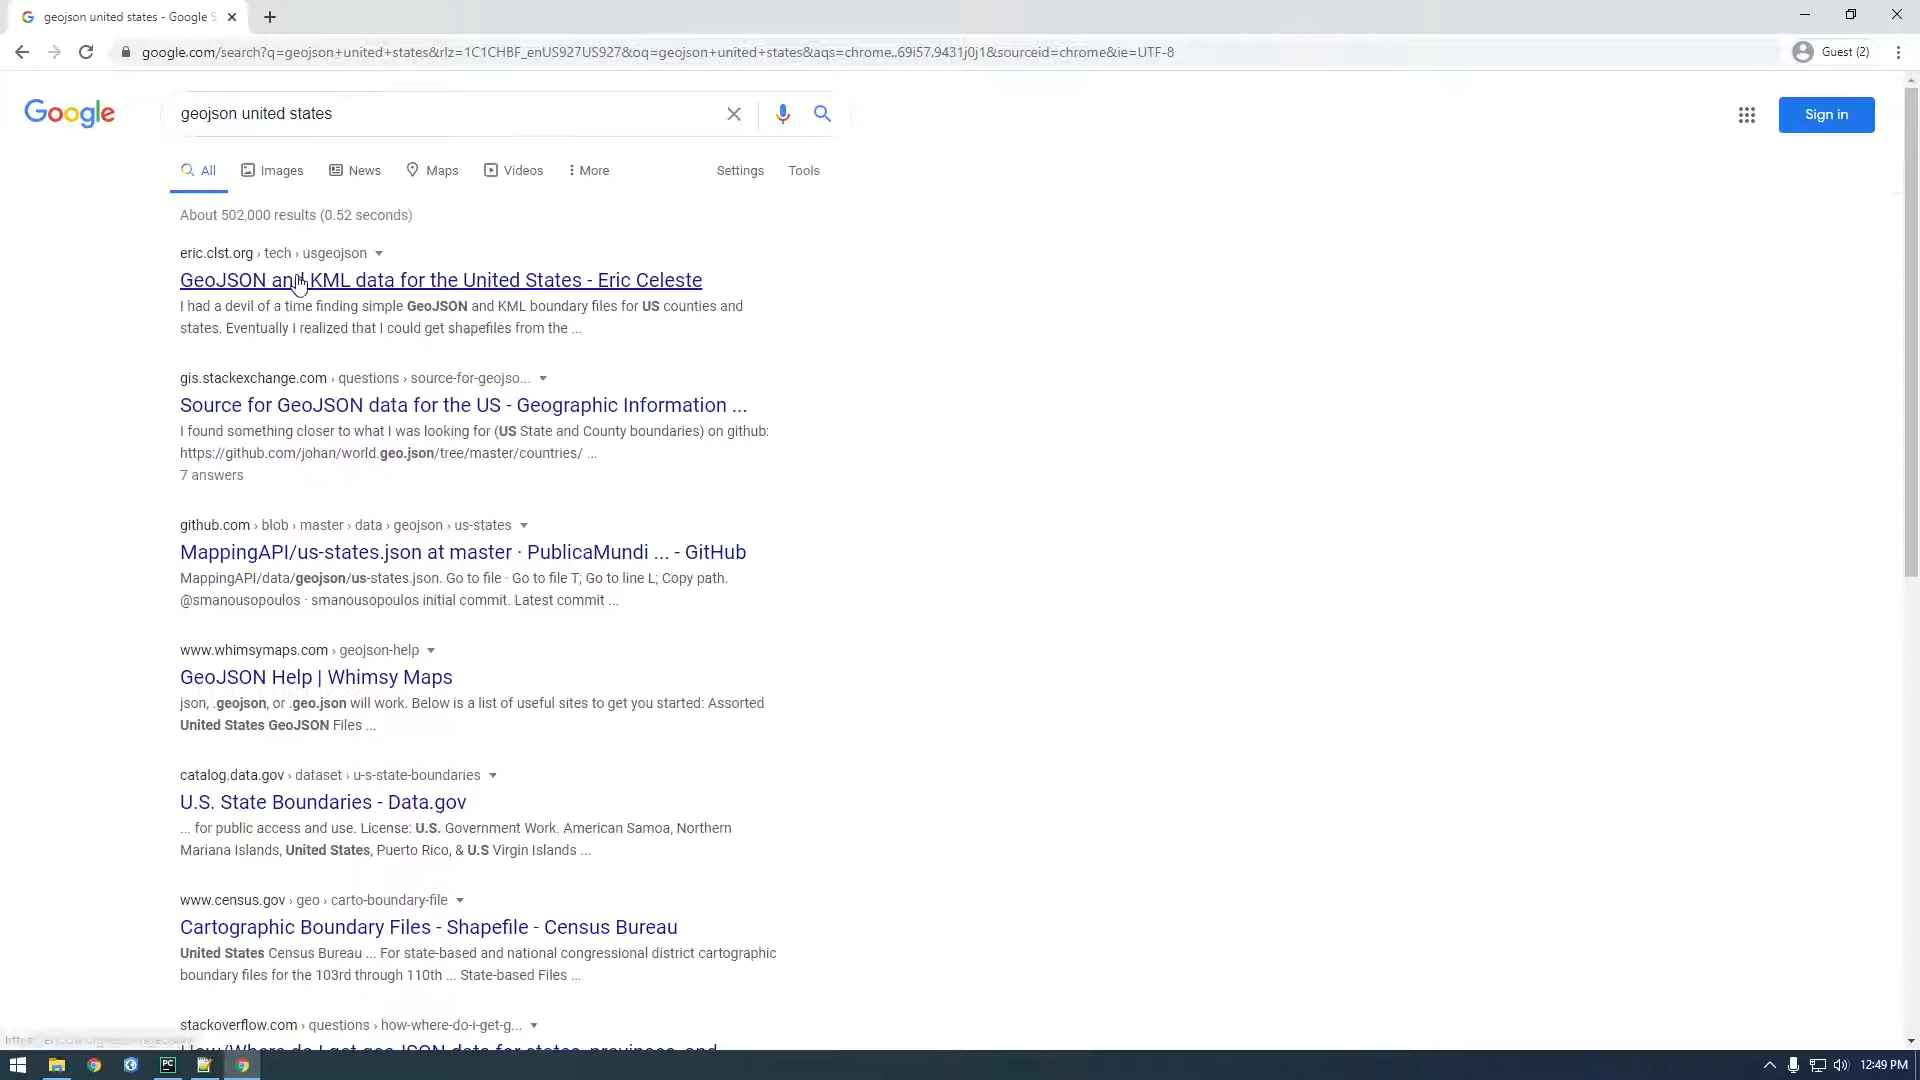 geojson united states - Google S
google.com/search?q=geojson+united+states&rlz=1C1CHBF_enUS927US927&oq=geojson+united+states&aqs=chrome..69i57.9431j0j1&sourceid=chrome&ie=UTF-8
Guest (2)
Google
geojson united states
Sign in
All
Images
News
Maps
Videos
More
Settings
Tools
About 502,000 results (0.52 seconds)
eric.clst.org › tech › usgeojson
GeoJSON and KML data for the United States - Eric Celeste
I had a devil of a time finding simple GeoJSON and KML boundary files for US counties and
states. Eventually I realized that I could get shapefiles from the ...
gis.stackexchange.com › questions › source-for-geojso...
Source for GeoJSON data for the US - Geographic Information ...
I found something closer to what I was looking for (US State and County boundaries) on github:
https://github.com/johan/world.geo.json/tree/master/countries/ ...
7 answers
github.com › blob › master › data › geojson › us-states
MappingAPI/us-states.json at master · PublicaMundi ... - GitHub
MappingAPI/data/geojson/us-states.json. Go to file · Go to file T; Go to line L; Copy path.
@smanousopoulos · smanousopoulos initial commit. Latest commit ...
www.whimsymaps.com › geojson-help
GeoJSON Help | Whimsy Maps
json, .geojson, or .geo.json will work. Below is a list of useful sites to get you started: Assorted
United States GeoJSON Files ...
catalog.data.gov › dataset › u-s-state-boundaries
U.S. State Boundaries - Data.gov
... for public access and use. License: U.S. Government Work. American Samoa, Northern
Mariana Islands, United States, Puerto Rico, & U.S Virgin Islands ...
www.census.gov › geo › carto-boundary-file
Cartographic Boundary Files - Shapefile - Census Bureau
United States Census Bureau ... For state-based and national congressional district cartographic
boundary files for the 103rd through 110th ... State-based Files ...
stackoverflow.com › questions › how-where-do-i-get-g...
How/Where do I get geoJSON data for states, provinces, and
PC
12:49 PM